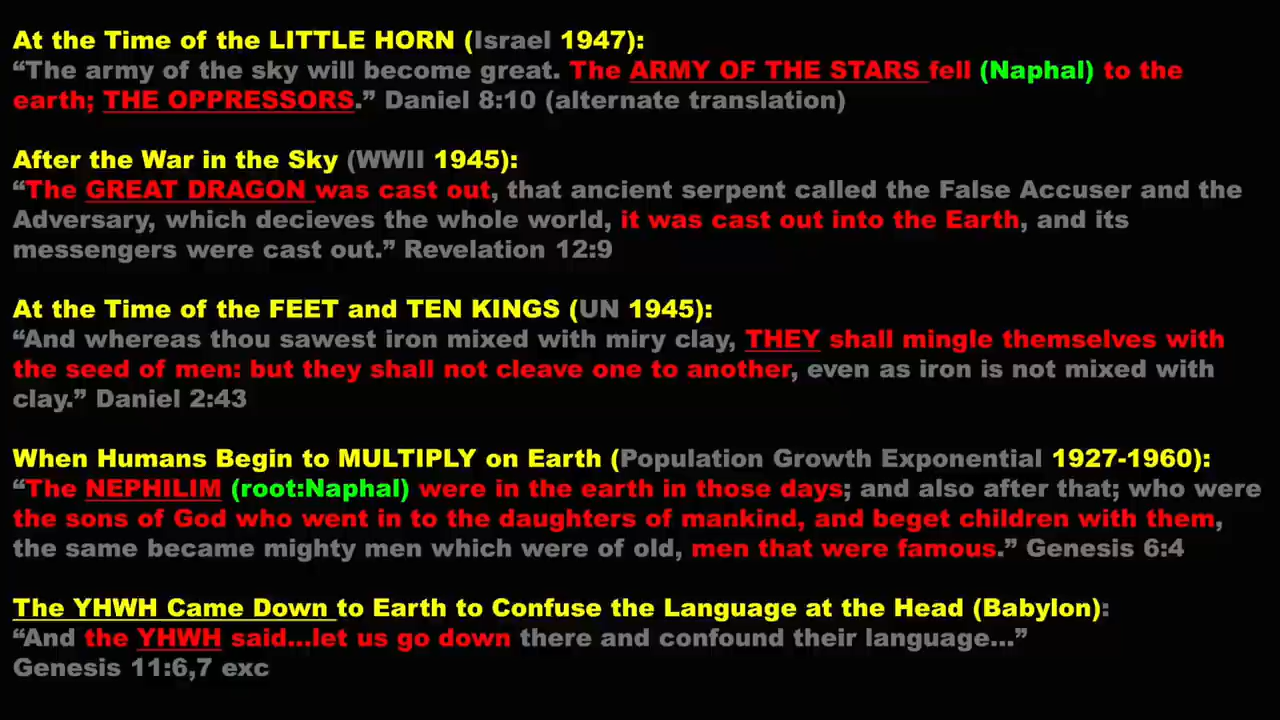 At the Time of the LITTLE HORN (Israel 1947):
“The army of the sky will become great. The ARMY OF THE STARS fell (Naphal) to the
earth; THE OPPRESSORS.” Daniel 8:10 (alternate translation)
After the War in the Sky (WWII 1945):
“The GREAT DRAGON was cast out, that ancient serpent called the False Accuser and the
Adversary, which decieves the whole world, it was cast out into the Earth, and its
messengers were cast out.” Revelation 12:9
At the Time of the FEET and TEN KINGS (UN 1945):
“And whereas thou sawest iron mixed with miry clay, THEY shall mingle themselves with
the seed of men: but they shall not cleave one to another, even as iron is not mixed with
clay.” Daniel 2:43
When Humans Begin to MULTIPLY on Earth (Population Growth Exponential 1927-1960):
“The NEPHILIM (root:Naphal) were in the earth in those days; and also after that; who were
the sons of God who went in to the daughters of mankind, and beget children with them,
the same became mighty men which were of old, men that were famous.” Genesis 6:4
The YHWH Came Down to Earth to Confuse the Language at the Head (Babylon):
“And the YHWH said...let us go down there and confound their language...”
Genesis 11:6,7 exc